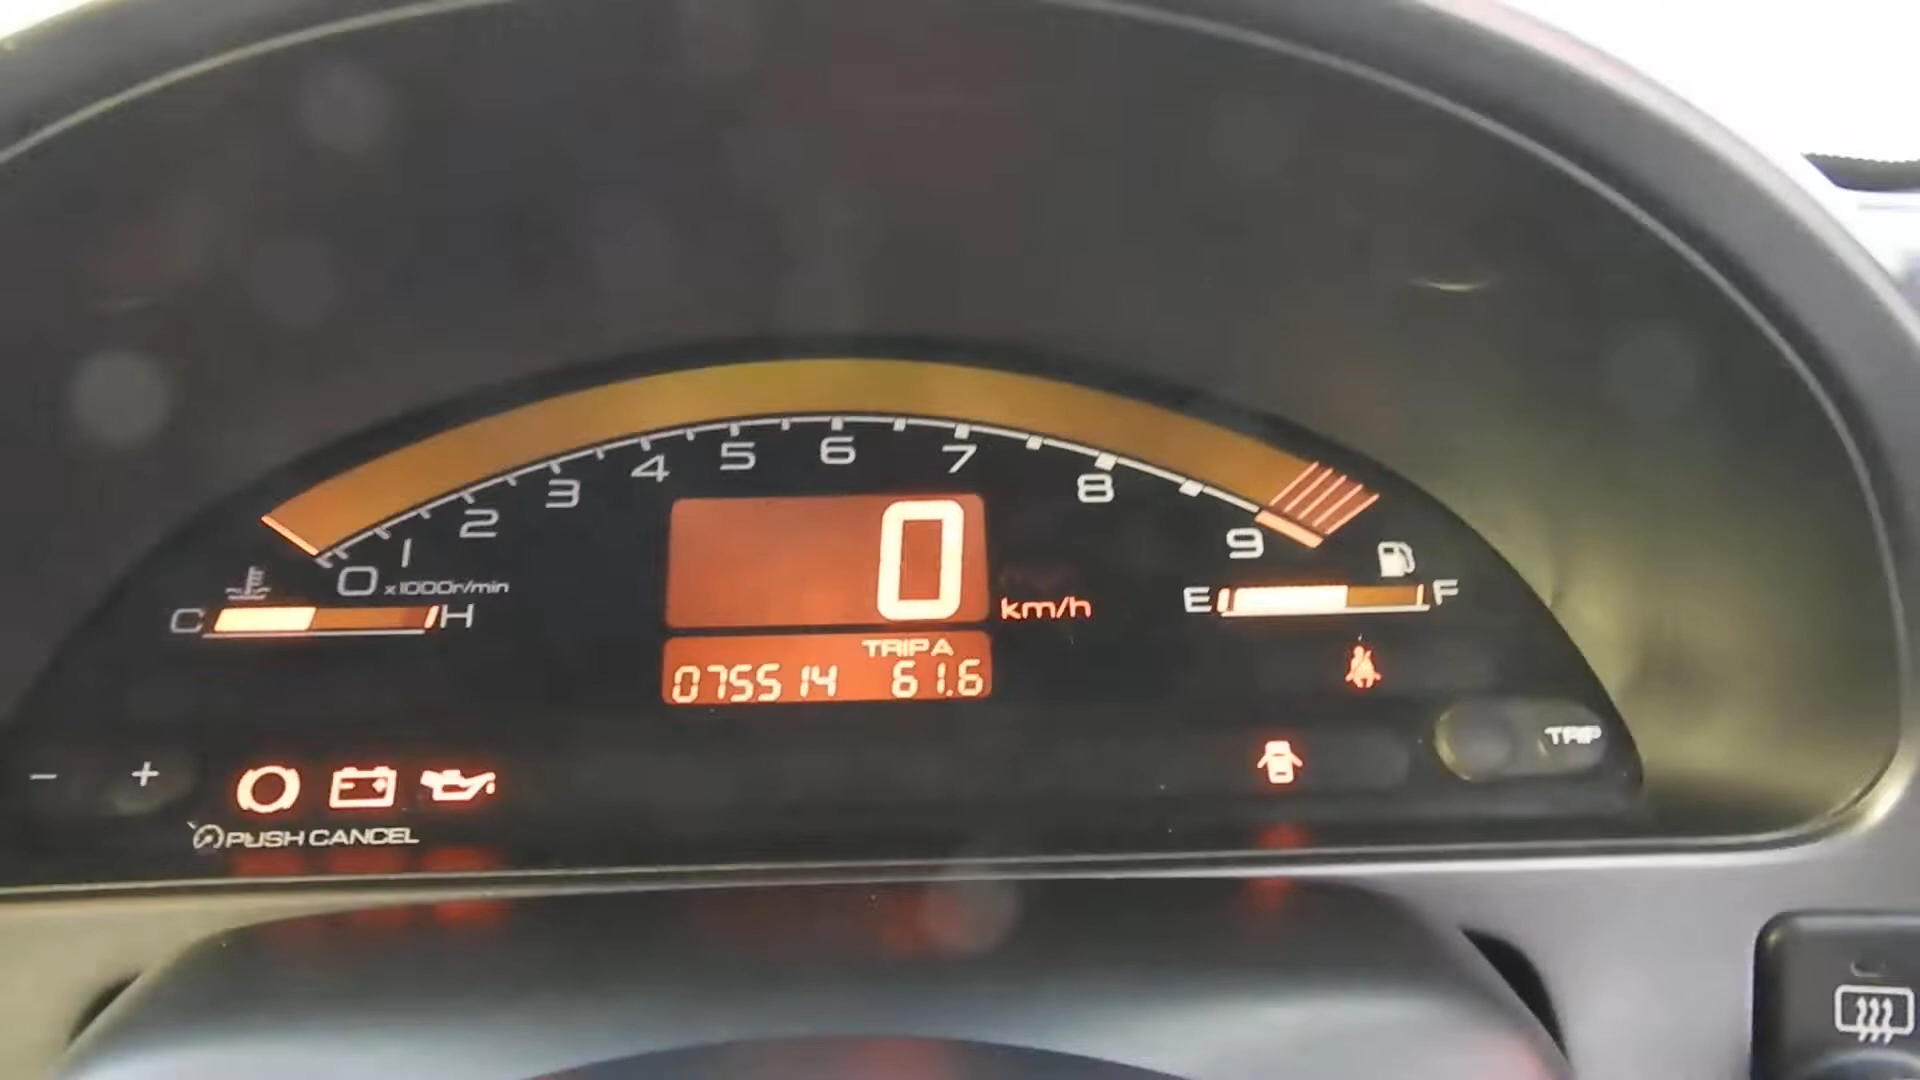 0 1 2 3 4 5 6 7 8 9
x1000r/min
C H
0
km/h
E F
TRIP A
075514 61.6
TRIP
- +
PUSH CANCEL